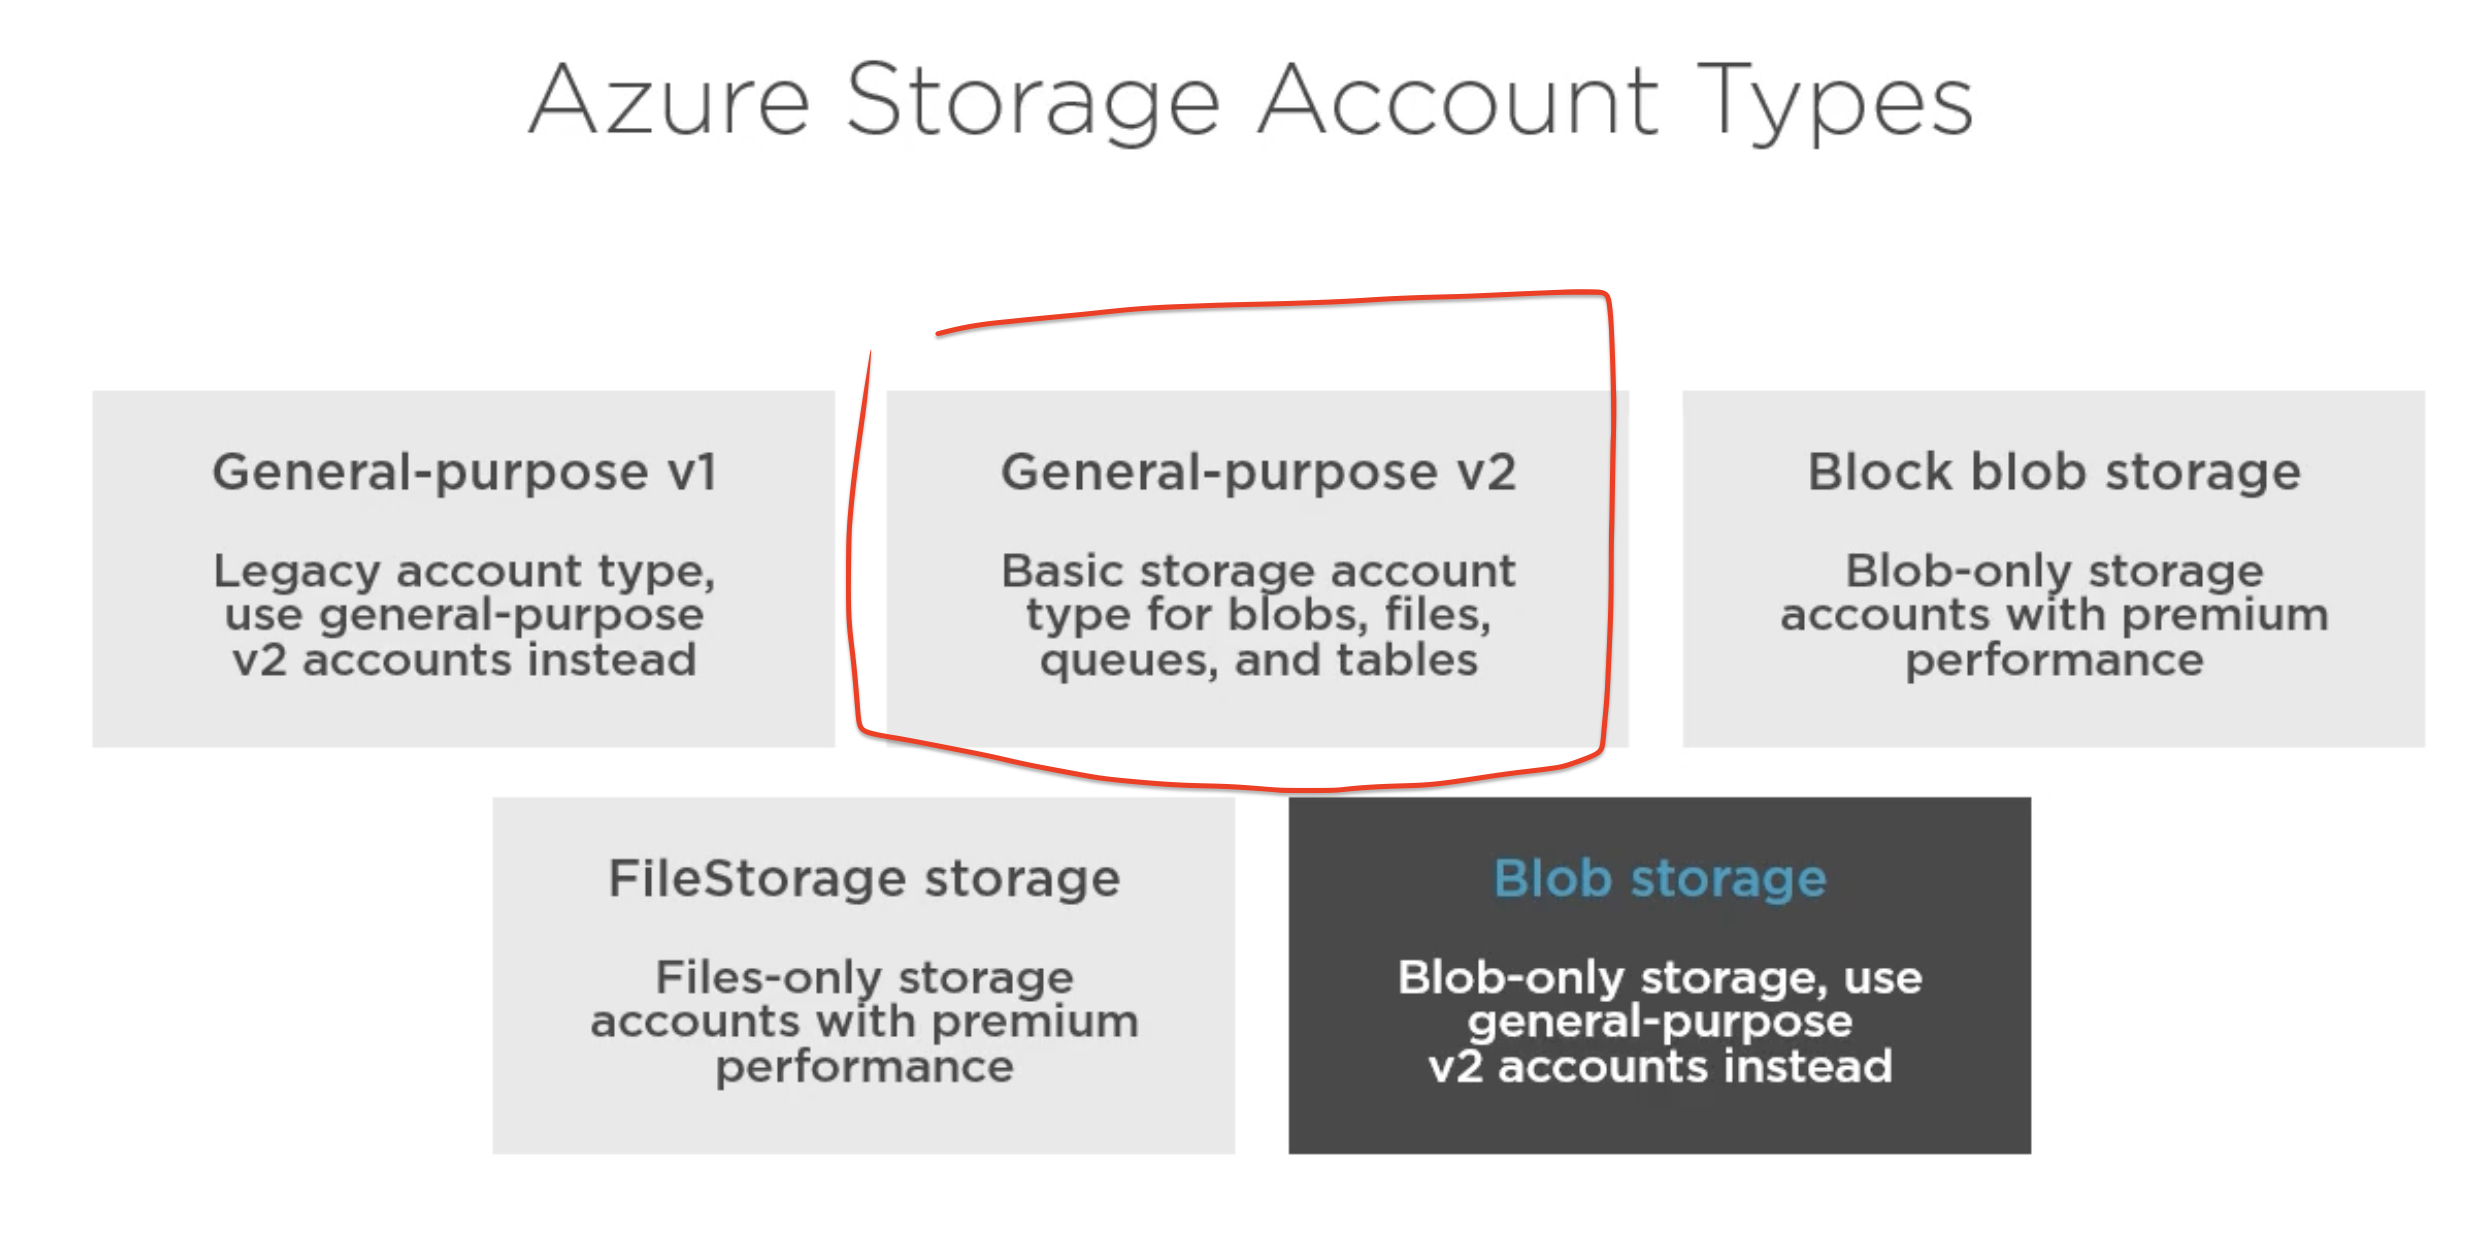 Azure Storage Account Types
General-purpose v1
Legacy account type,
use general-purpose
v2 accounts instead
General-purpose v2
Basic storage account
type for blobs, files,
queues, and tables
Block blob storage
Blob-only storage
accounts with premium
performance
FileStorage storage
Files-only storage
accounts with premium
performance
Blob storage
Blob-only storage, use
general-purpose
v2 accounts instead